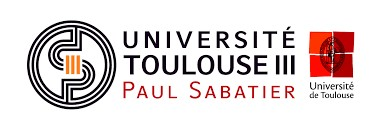 UNIVERSITÉ
TOULOUSE III
PAUL SABATIER
Université
de Toulouse